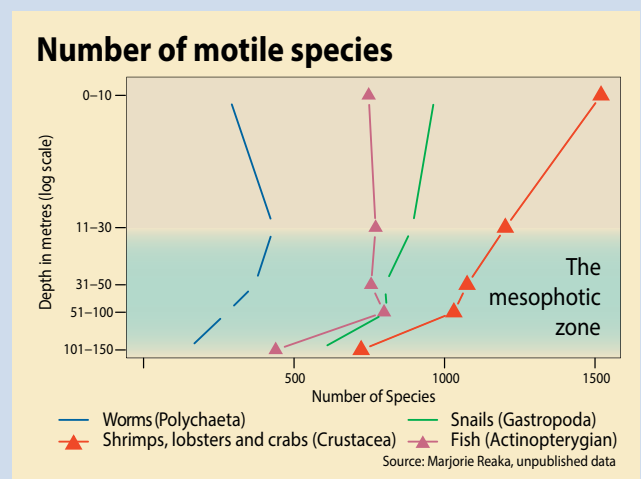 Number of motile species
Depth in metres (log scale)
0–10
11–30
31–50
51–100
101–150
The
mesophotic
zone
500
1000
1500
Number of Species
Worms (Polychaeta)
Snails (Gastropoda)
Shrimps, lobsters and crabs (Crustacea)
Fish (Actinopterygian)
Source: Marjorie Reaka, unpublished data